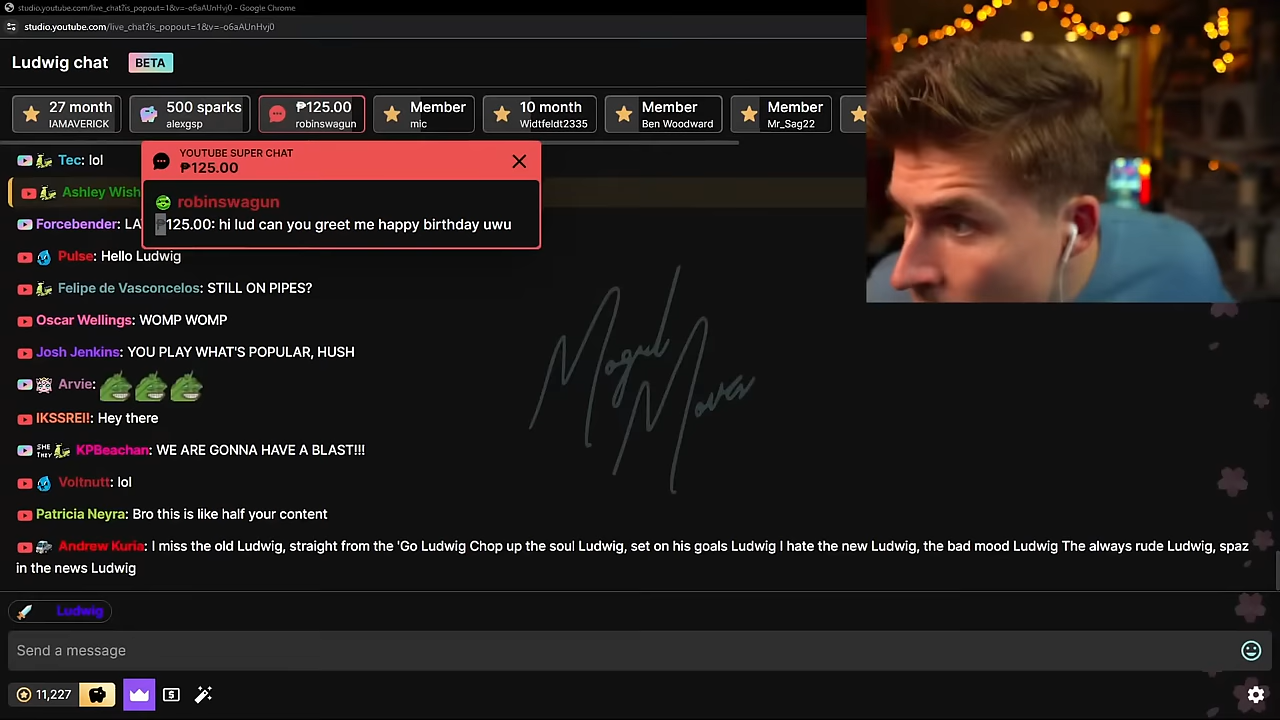 studio.youtube.com/live_chat?is_popout=1&v=-o6aAUnHvj0 - Google Chrome
studio.youtube.com/live_chat?is_popout=1&v=-o6aAUnHvj0
Ludwig chat BETA
27 month 500 sparks ₱125.00 Member 10 month Member Member
IAMAVERICK alexgsp robinswagun mic Widtfeldt2335 Ben Woodward Mr_Sag22
Tec: lol
YOUTUBE SUPER CHAT
₱125.00
Ashley Wish
robinswagun
₱125.00: hi lud can you greet me happy birthday uwu
Forcebender: LA
Pulse: Hello Ludwig
Felipe de Vasconcelos: STILL ON PIPES?
Oscar Wellings: WOMP WOMP
Josh Jenkins: YOU PLAY WHAT'S POPULAR, HUSH
Arvie:
IKSSRE!!: Hey there
SHE
THEY
KPBeachan: WE ARE GONNA HAVE A BLAST!!!
Voltnutt: lol
Patricia Neyra: Bro this is like half your content
Andrew Kuria: I miss the old Ludwig, straight from the 'Go Ludwig Chop up the soul Ludwig, set on his goals Ludwig I hate the new Ludwig, the bad mood Ludwig The always rude Ludwig, spaz
in the news Ludwig
Mogul
Moves
Ludwig
Send a message
11,227